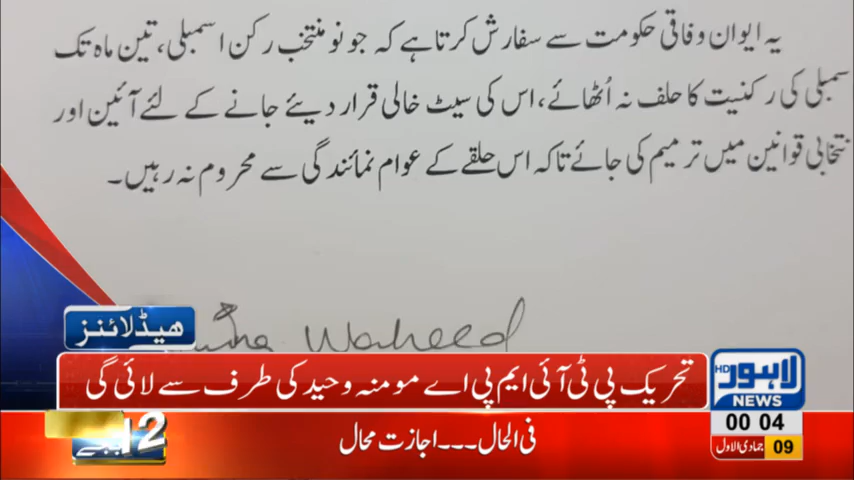 یہ ایوان وفاقی حکومت سے سفارش کرتا ہے کہ جو نو منتخب رکن اسمبلی، تین ماہ تک
سمبلی کی رکنیت کا حلف نہ اُٹھائے، اس کی سیٹ خالی قرار دیئے جانے کے لئے آئین اور
نتخابی قوانین میں ترمیم کی جائے تاکہ اس حلقے کے عوام نمائندگی سے محروم نہ رہیں۔
Waheed
ہیڈلائنز
تحریک پی ٹی آئی ایم پی اے مومنہ وحید کی طرف سے لائی گی
HD لاہور
NEWS
12 بجے
فی الحال۔۔۔اجازت محال
00 04
جمادی الاول 09